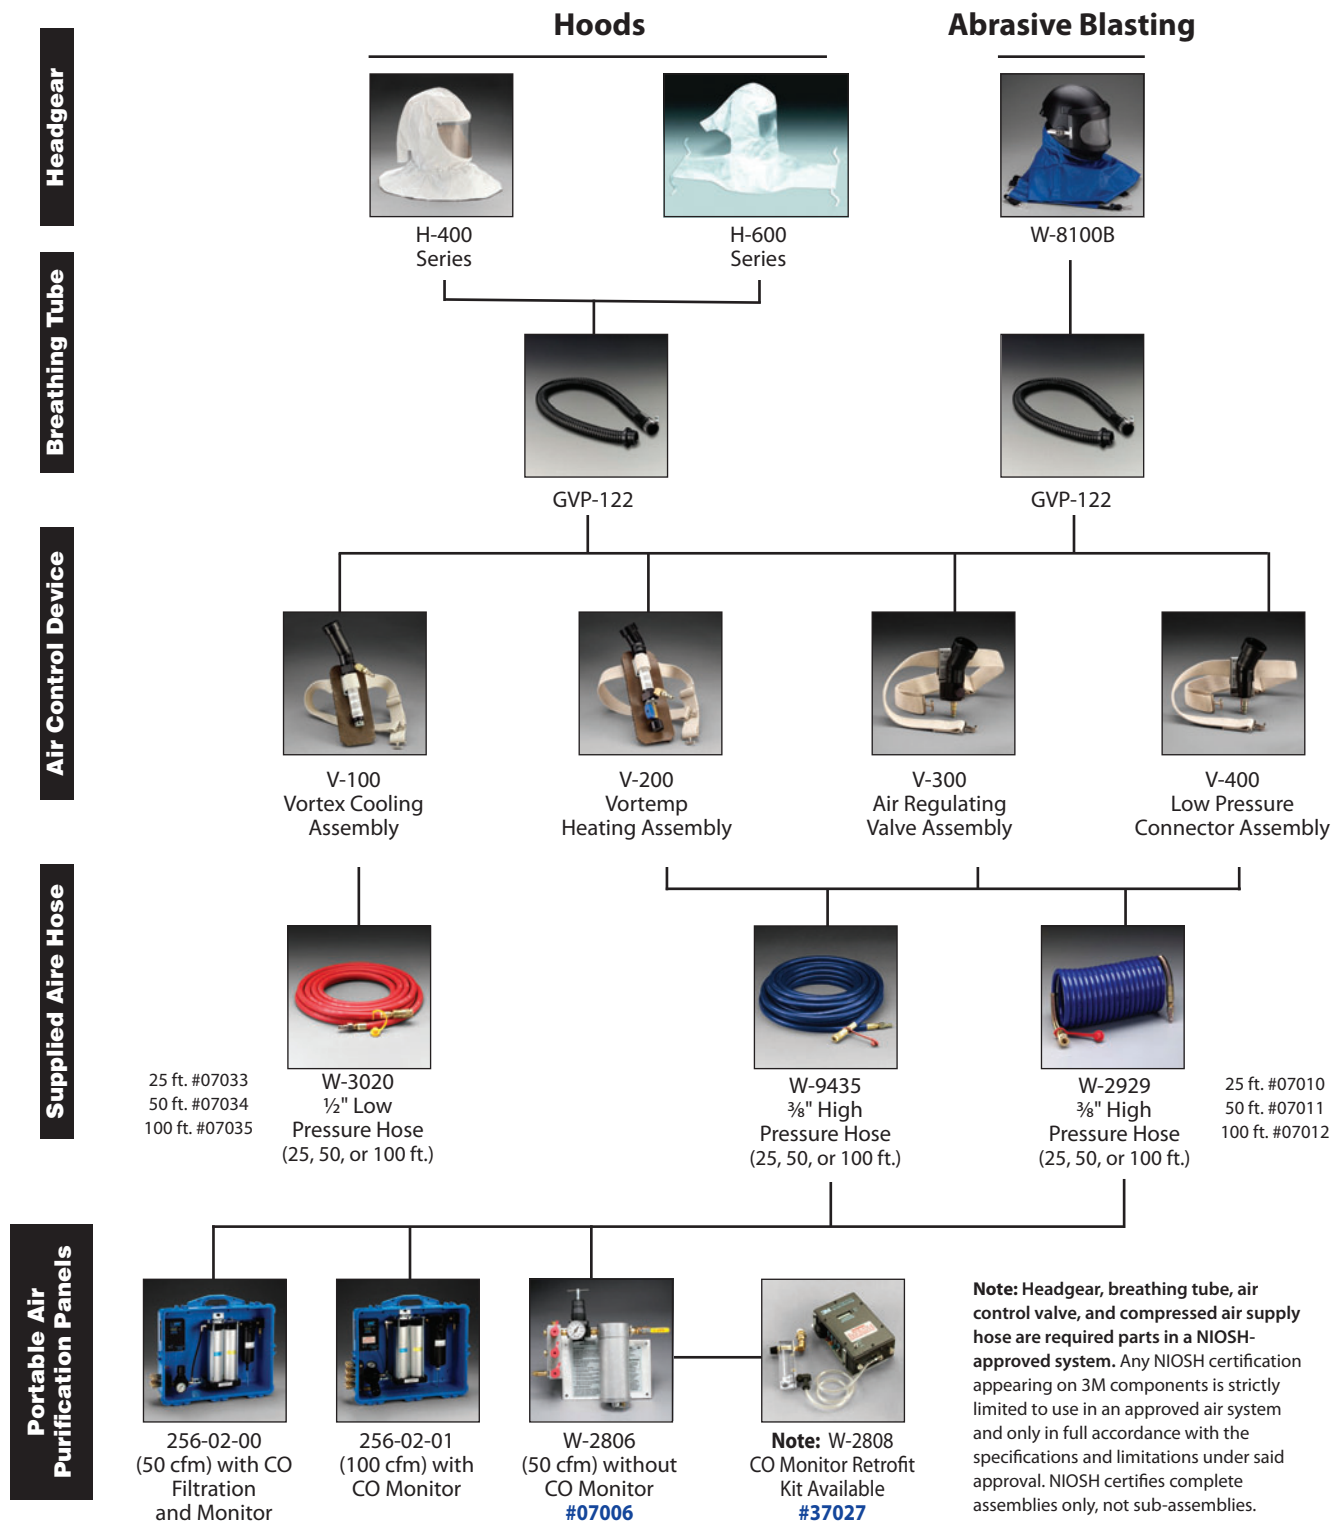 Hoods
Abrasive Blasting
Headgear
H-400
Series
H-600
Series
W-8100B
Breathing Tube
GVP-122
GVP-122
Air Control Device
V-100
Vortex Cooling
Assembly
V-200
Vortemp
Heating Assembly
V-300
Air Regulating
Valve Assembly
V-400
Low Pressure
Connector Assembly
Supplied Aire Hose
25 ft. #07033
50 ft. #07034
100 ft. #07035
W-3020
½" Low
Pressure Hose
(25, 50, or 100 ft.)
W-9435
⅜" High
Pressure Hose
(25, 50, or 100 ft.)
W-2929
⅜" High
Pressure Hose
(25, 50, or 100 ft.)
25 ft. #07010
50 ft. #07011
100 ft. #07012
Portable Air
Purification Panels
256-02-00
(50 cfm) with CO
Filtration
and Monitor
256-02-01
(100 cfm) with
CO Monitor
W-2806
(50 cfm) without
CO Monitor
#07006
Note: W-2808
CO Monitor Retrofit
Kit Available
#37027
Note: Headgear, breathing tube, air
control valve, and compressed air supply
hose are required parts in a NIOSH-
approved system. Any NIOSH certification
appearing on 3M components is strictly
limited to use in an approved air system
and only in full accordance with the
specifications and limitations under said
approval. NIOSH certifies complete
assemblies only, not sub-assemblies.